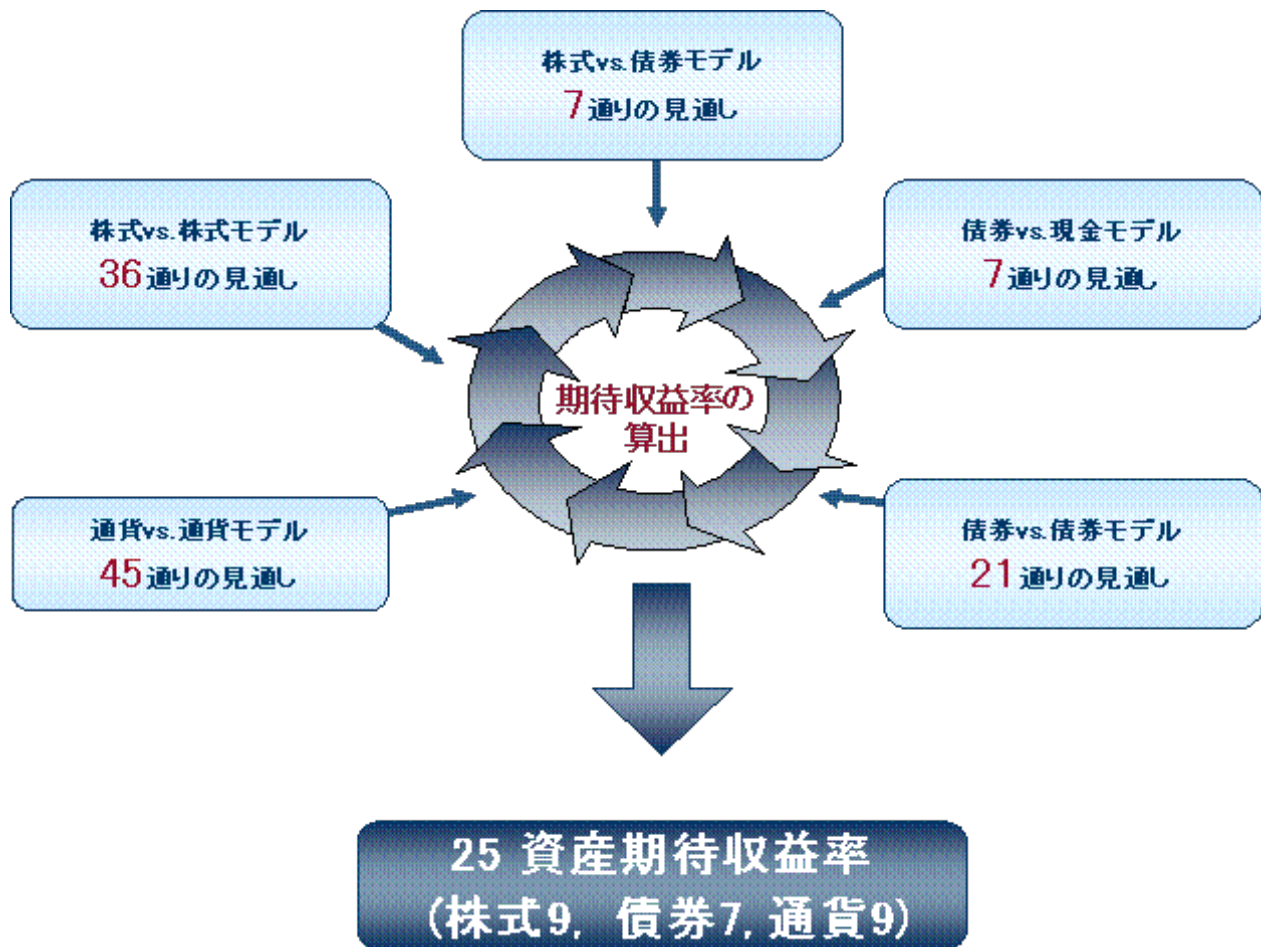 株式vs.債券モデル
7通りの見通し
株式vs.株式モデル
36通りの見通し
債券vs.現金モデル
7通りの見通し
期待収益率の
算出
通貨vs.通貨モデル
45通りの見通し
債券vs.債券モデル
21通りの見通し
25 資産期待収益率
(株式9, 債券7, 通貨9)